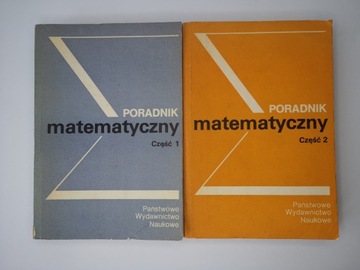 PORADNIK
matematyczny
Część 1
Państwowe
Wydawnictwo
Naukowe
PORADNIK
matematyczny
Część 2
Państwowe
Wydawnictwo
Naukowe